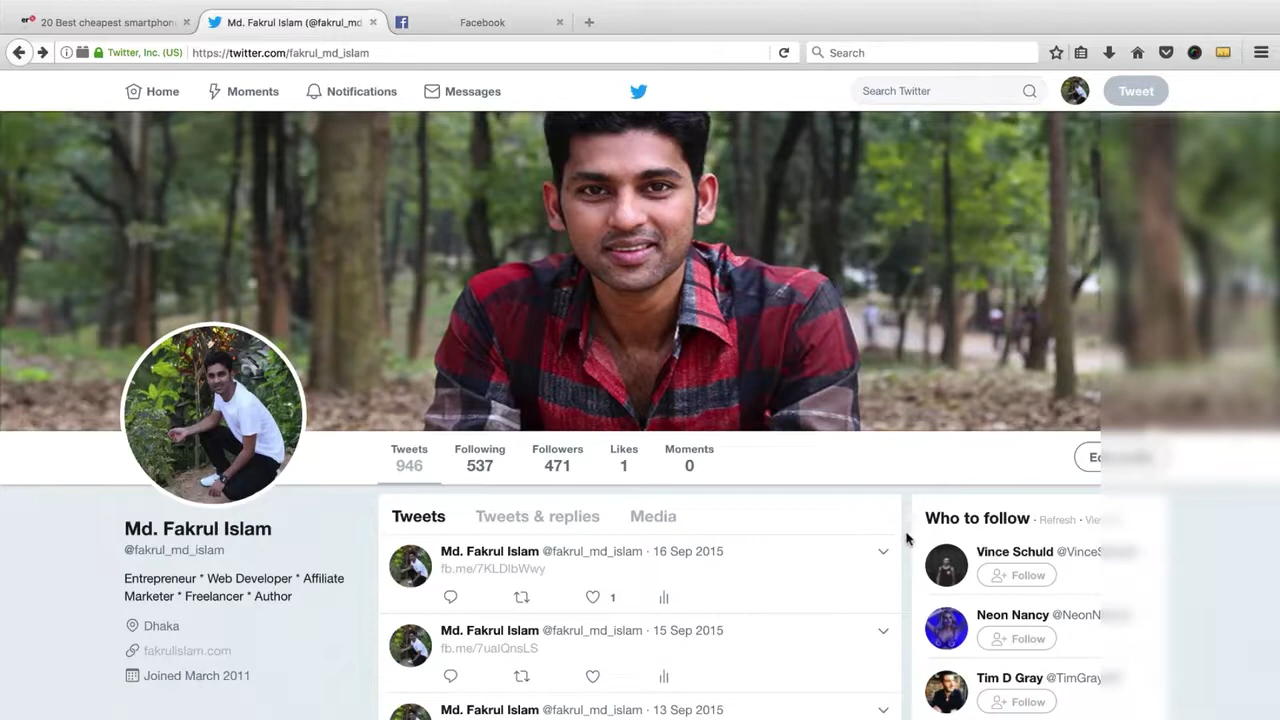 20 Best cheapest smartphon
Md. Fakrul Islam (@fakrul_md
Facebook
Twitter, Inc. (US)
https://twitter.com/fakrul_md_islam
Search
Home
Moments
Notifications
Messages
Search Twitter
Tweet
Tweets
946
Following
537
Followers
471
Likes
1
Moments
0
Md. Fakrul Islam
@fakrul_md_islam
Entrepreneur * Web Developer * Affiliate
Marketer * Freelancer * Author
Dhaka
fakrulislam.com
Joined March 2011
Tweets
Tweets & replies
Media
Md. Fakrul Islam @fakrul_md_islam · 16 Sep 2015
fb.me/7KLDlbWwy
1
Md. Fakrul Islam @fakrul_md_islam · 15 Sep 2015
fb.me/7ualQnsLS
Md. Fakrul Islam @fakrul_md_islam · 13 Sep 2015
Who to follow · Refresh ·
Vince Schuld
Follow
Neon Nancy
Follow
Tim D Gray
Follow